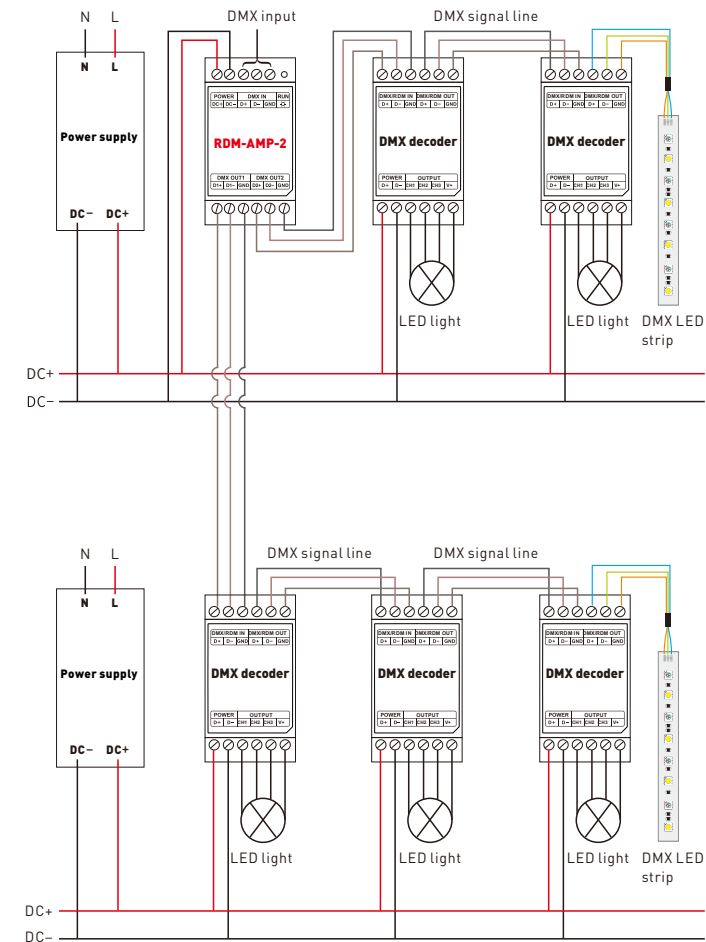 N L DMX input DMX signal line
N L
POWER DMX IN RUN
DC+ DC− D+ D− GND
DMX/RDM IN DMX/RDM OUT
D+ D− GND D+ D− GND
DMX/RDM IN DMX/RDM OUT
D+ D− GND D+ D− GND
Power supply
RDM-AMP-2
DMX decoder
DMX decoder
DMX OUT1 DMX OUT2
D1+ D1− GND D2+ D2− GND
POWER OUTPUT
D+ D− CH1 CH2 CH3 V+
POWER OUTPUT
D+ D− CH1 CH2 CH3 V+
DC− DC+
LED light
LED light
DMX LED
strip
DC+
DC−
N L DMX signal line DMX signal line
N L
DMX/RDM IN DMX/RDM OUT
D+ D− GND D+ D− GND
DMX/RDM IN DMX/RDM OUT
D+ D− GND D+ D− GND
DMX/RDM IN DMX/RDM OUT
D+ D− GND D+ D− GND
Power supply
DMX decoder
DMX decoder
DMX decoder
POWER OUTPUT
D+ D− CH1 CH2 CH3 V+
POWER OUTPUT
D+ D− CH1 CH2 CH3 V+
POWER OUTPUT
D+ D− CH1 CH2 CH3 V+
DC− DC+
LED light
LED light
LED light
DMX LED
strip
DC+
DC−